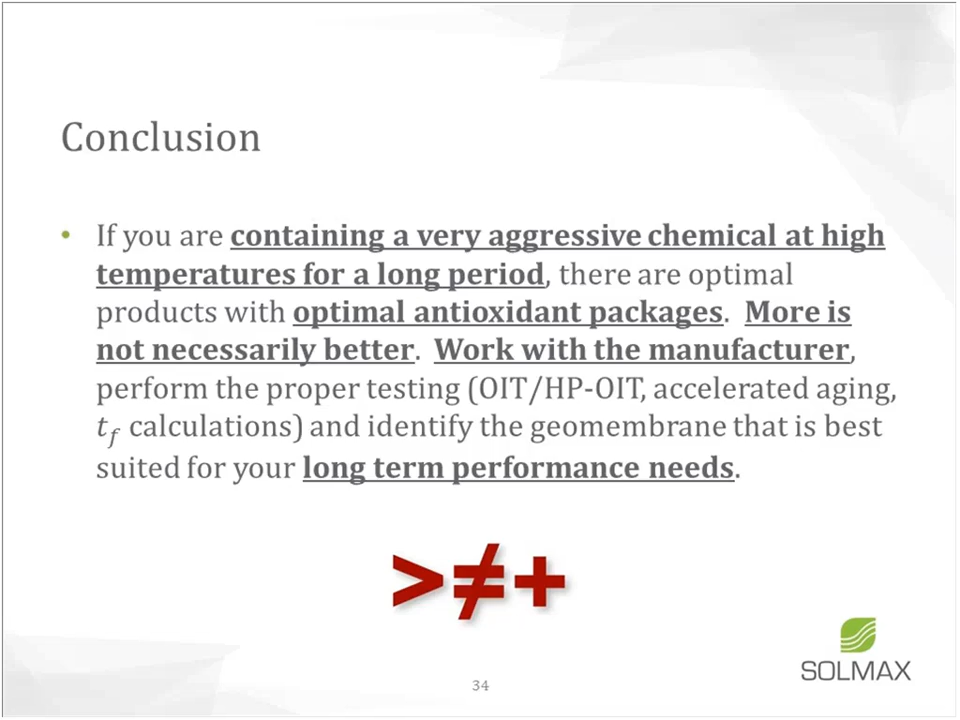 Conclusion
• If you are containing a very aggressive chemical at high
temperatures for a long period, there are optimal
products with optimal antioxidant packages. More is
not necessarily better. Work with the manufacturer,
perform the proper testing (OIT/HP-OIT, accelerated aging,
t_f calculations) and identify the geomembrane that is best
suited for your long term performance needs.
>≠+
SOLMAX
34